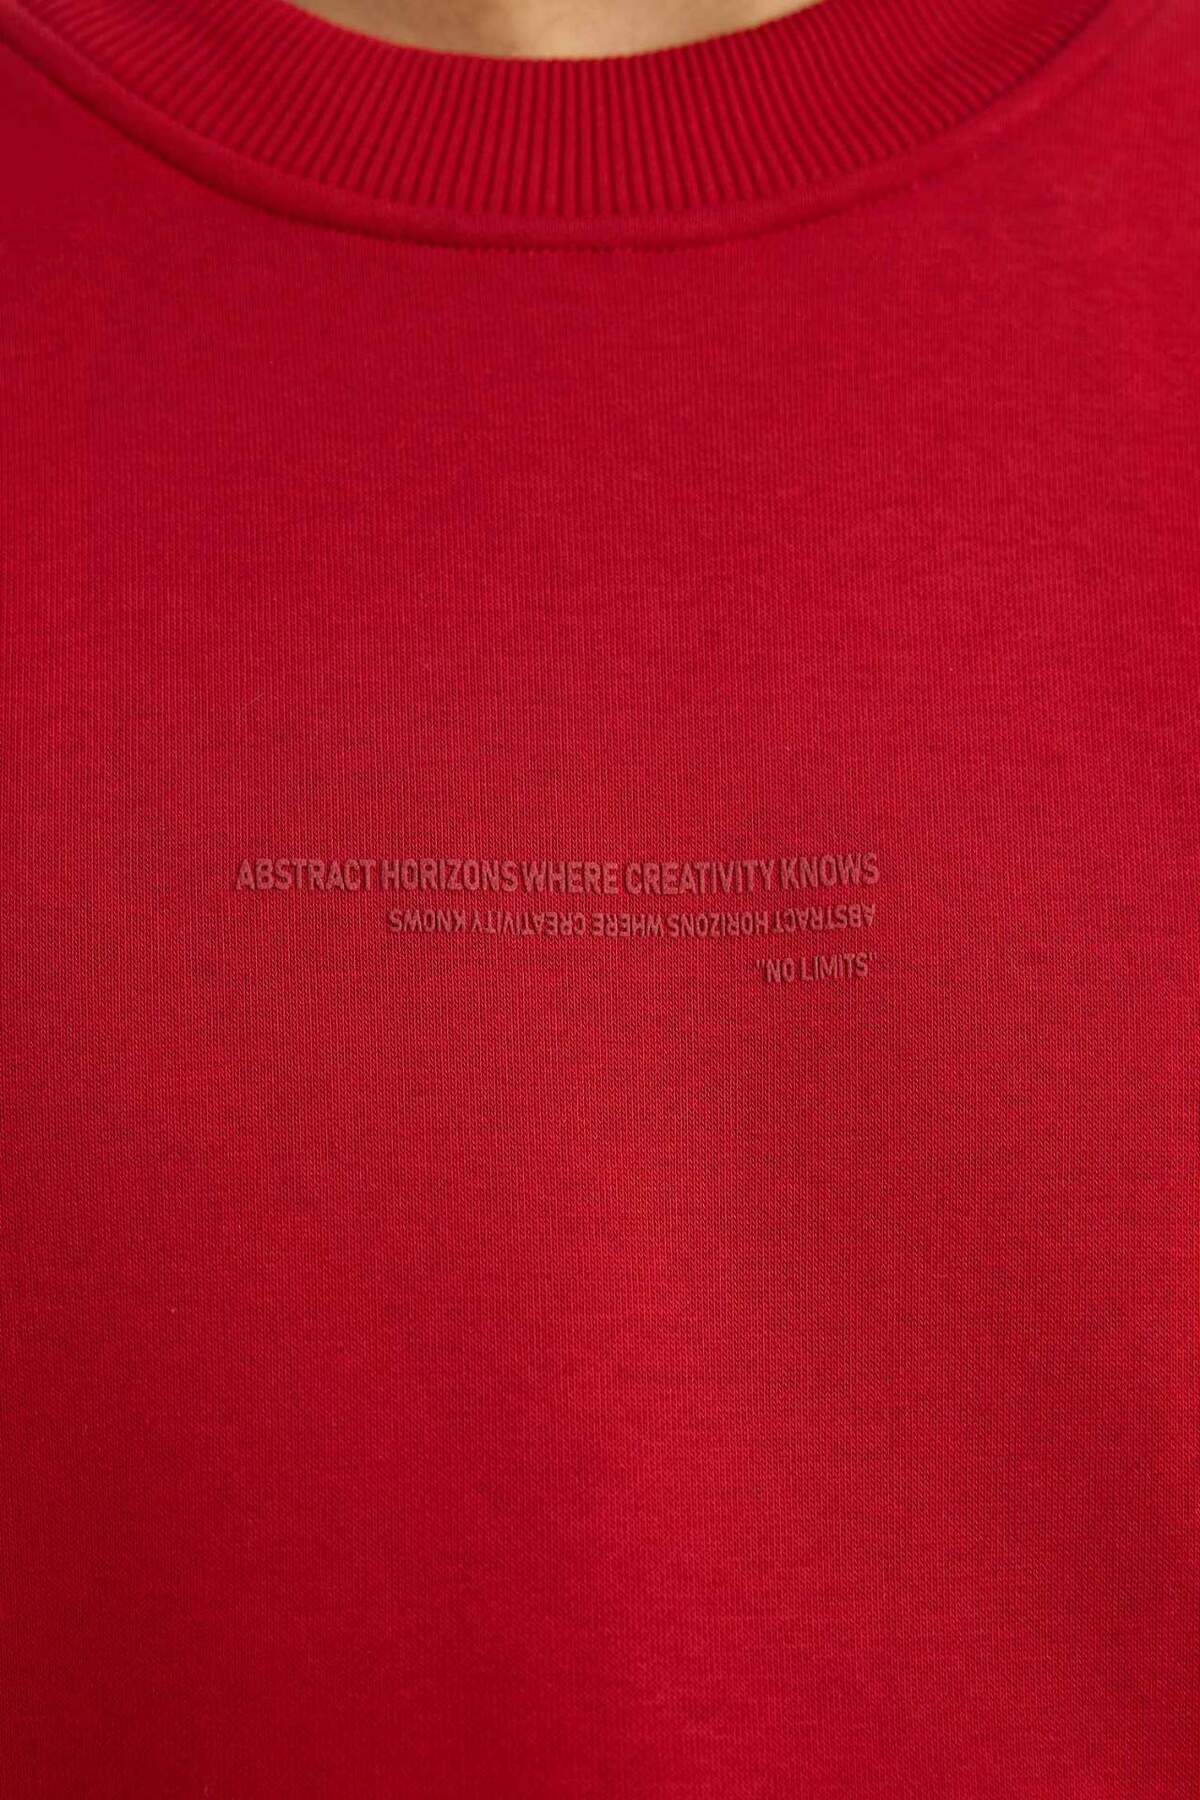 ABSTRACT HORIZONS WHERE CREATIVITY KNOWS
ABSTRACT HORIZONS WHERE CREATIVITY KNOWS
"NO LIMITS"